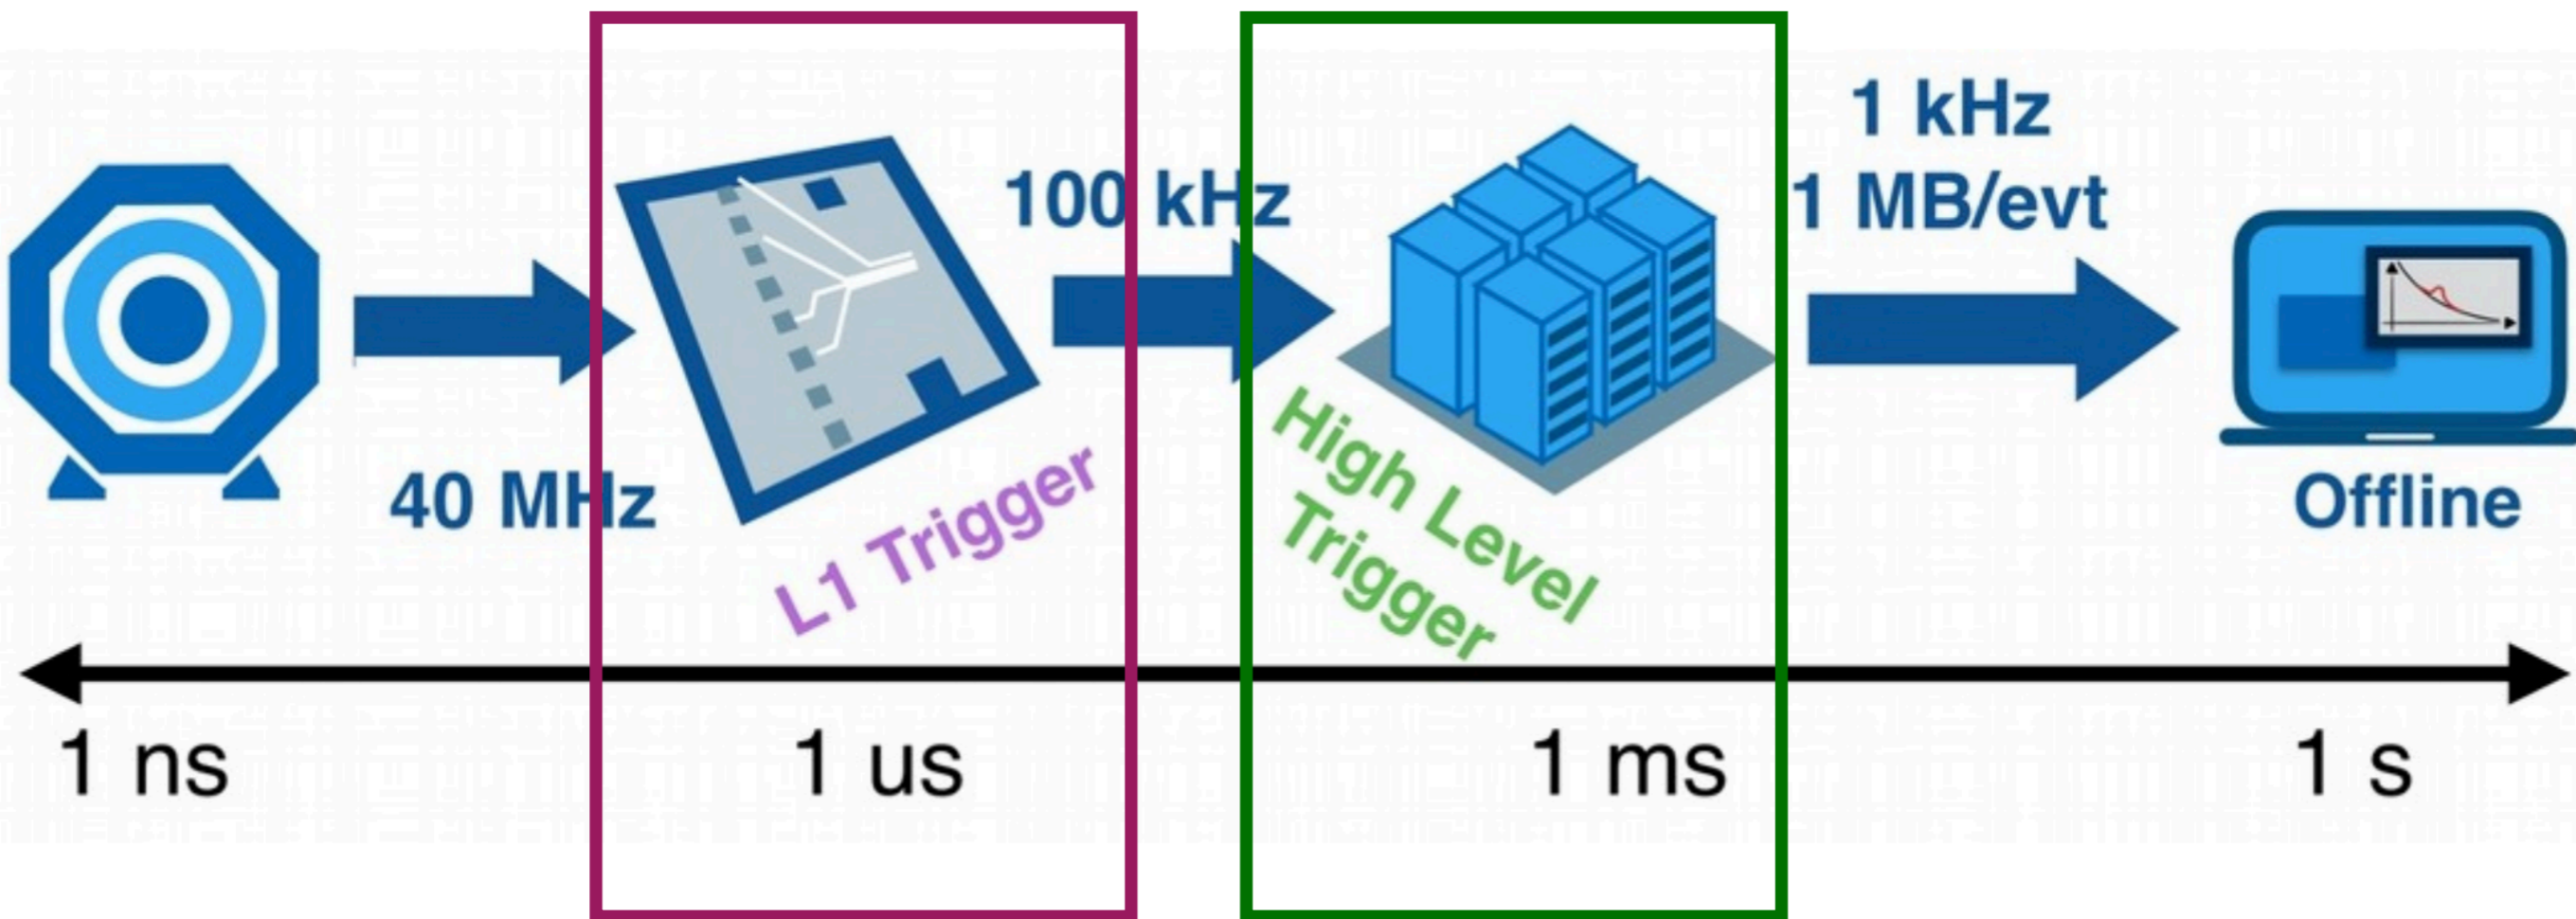 40 MHz
L1 Trigger
100 kHz
High Level
Trigger
1 kHz
1 MB/evt
Offline
1 ns
1 us
1 ms
1 s